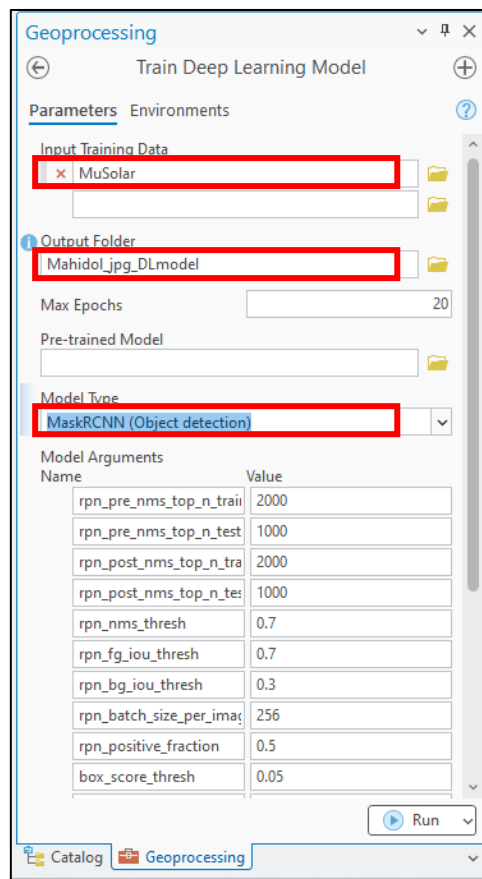 Geoprocessing
Train Deep Learning Model
Parameters Environments
Input Training Data
MuSolar
Output Folder
Mahidol_jpg_DLmodel
Max Epochs 20
Pre-trained Model
Model Type
MaskRCNN (Object detection)
Model Arguments
Name Value
rpn_pre_nms_top_n_train 2000
rpn_pre_nms_top_n_test 1000
rpn_post_nms_top_n_tra 2000
rpn_post_nms_top_n_tes 1000
rpn_nms_thresh 0.7
rpn_fg_iou_thresh 0.7
rpn_bg_iou_thresh 0.3
rpn_batch_size_per_imag 256
rpn_positive_fraction 0.5
box_score_thresh 0.05
Run
Catalog Geoprocessing